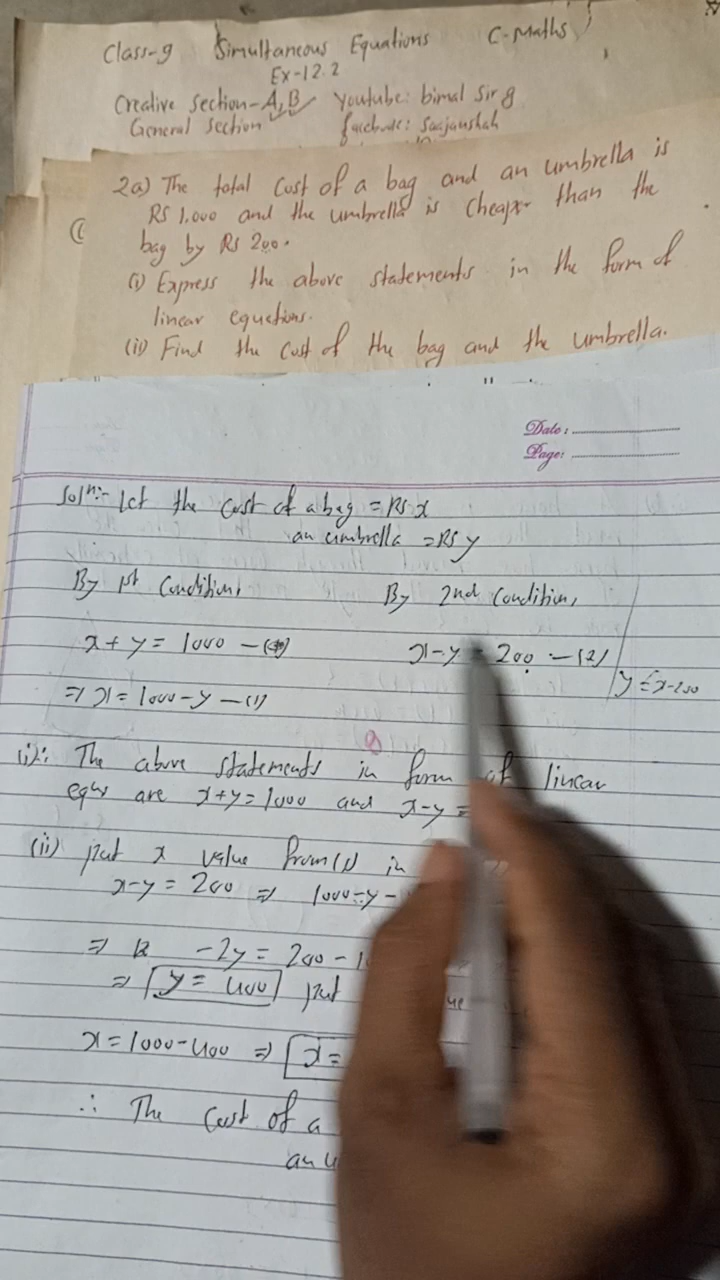 Class-9 Simultaneous Equations C-Maths
Ex-12.2
Creative Section-A,B youtube: bimal Sir g
General Section facebook:
2a) The total Cost of a bag and an umbrella is
RS 1,000 and the umbrella is Cheaper than the
bag by RS 200.
(i) Express the above statements in the form of
linear equations.
(ii) Find the Cost of the bag and the umbrella.
Date:
Page:
Soln:- Let the Cost of a bag = RS x
an umbrella = RS y
By 1st Condition, By 2nd Condition,
x+y = 1000 x-y = 200 -(2)
⇒ x = 1000-y -(1) y = x-200
(i)∴ The above statements in form of linear
eqns are x+y=1000 and x-y =
(ii) put x value from(1) in
x-y = 200 ⇒ 1000-y-
⇒ -2y = 200-1
⇒ y = 400 put ue
x = 1000-400 ⇒ x =
∴ The Cost of a
an u